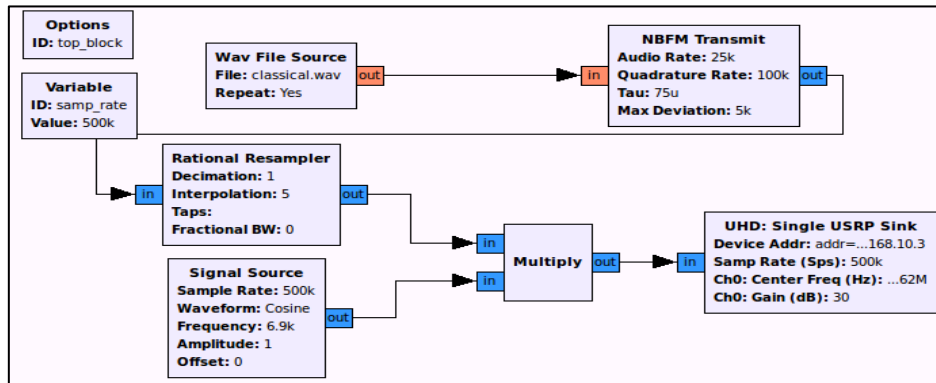 Options
ID: top_block
Variable
ID: samp_rate
Value: 500k
Wav File Source
File: classical.wav
Repeat: Yes
out
in
NBFM Transmit
Audio Rate: 25k
Quadrature Rate: 100k
Tau: 75u
Max Deviation: 5k
out
in
Rational Resampler
Decimation: 1
Interpolation: 5
Taps:
Fractional BW: 0
out
Signal Source
Sample Rate: 500k
Waveform: Cosine
Frequency: 6.9k
Amplitude: 1
Offset: 0
out
in
in
Multiply
out
in
UHD: Single USRP Sink
Device Addr: addr=...168.10.3
Samp Rate (Sps): 500k
Ch0: Center Freq (Hz): ...62M
Ch0: Gain (dB): 30